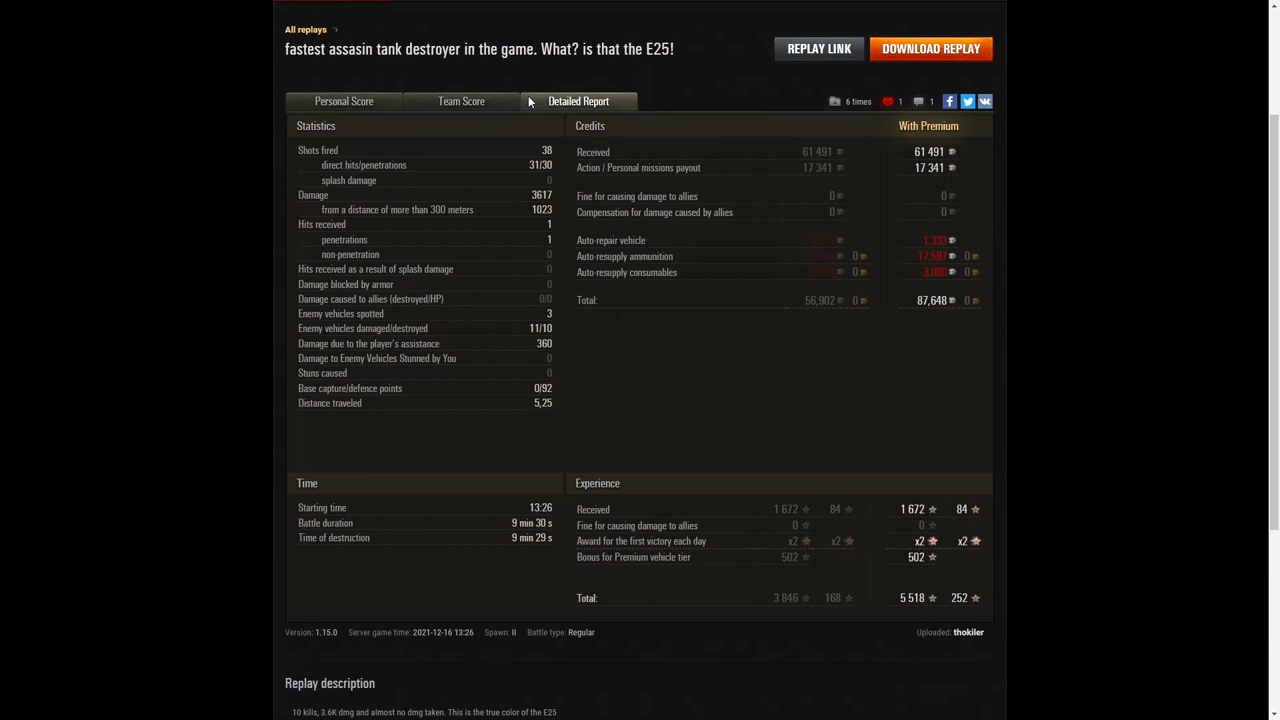 All replays
fastest assasin tank destroyer in the game. What? is that the E25!
REPLAY LINK
DOWNLOAD REPLAY
Personal Score
Team Score
Detailed Report
6 times
1
1
Statistics
Shots fired 38
direct hits/penetrations 31/30
splash damage 0
Damage 3617
from a distance of more than 300 meters 1023
Hits received 1
penetrations 1
non-penetration 0
Hits received as a result of splash damage 0
Damage blocked by armor 0
Damage caused to allies (destroyed/HP) 0/0
Enemy vehicles spotted 3
Enemy vehicles damaged/destroyed 11/10
Damage due to the player's assistance 360
Damage to Enemy Vehicles Stunned by You 0
Stuns caused 0
Base capture/defence points 0/92
Distance traveled 5,25
Credits With Premium
Received 61 491 61 491
Action / Personal missions payout 17 341 17 341
Fine for causing damage to allies 0 0
Compensation for damage caused by allies 0 0
Auto-repair vehicle
Auto-resupply ammunition 0 0
Auto-resupply consumables 0 -3,000 0
Total: 56,902 0 87,648 0
Time
Starting time 13:26
Battle duration 9 min 30 s
Time of destruction 9 min 29 s
Experience
Received 1 672 84 1 672 84
Fine for causing damage to allies 0 0
Award for the first victory each day x2 x2 x2 x2
Bonus for Premium vehicle tier 502 502
Total: 3 846 168 5 518 252
Version: 1.15.0 Server game time: 2021-12-16 13:26 Spawn: II Battle type: Regular
Uploaded: thokiler
Replay description
10 kills, 3.6K dmg and almost no dmg taken. This is the true color of the E25